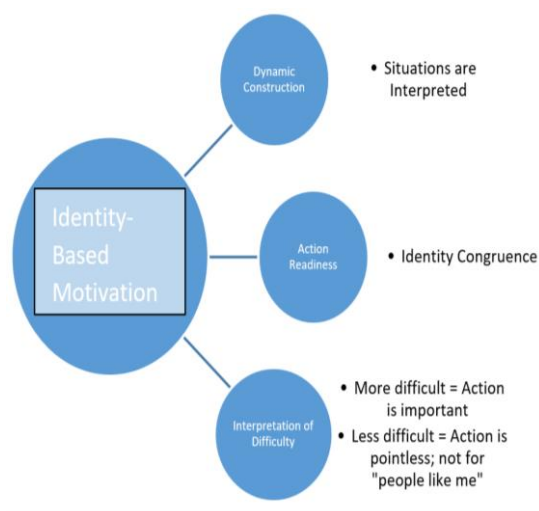 Dynamic
Construction
• Situations are
Interpreted
Identity-
Based
Motivation
Action
Readiness
• Identity Congruence
Interpretation of
Difficulty
• More difficult = Action
is important
• Less difficult = Action is
pointless; not for
"people like me"